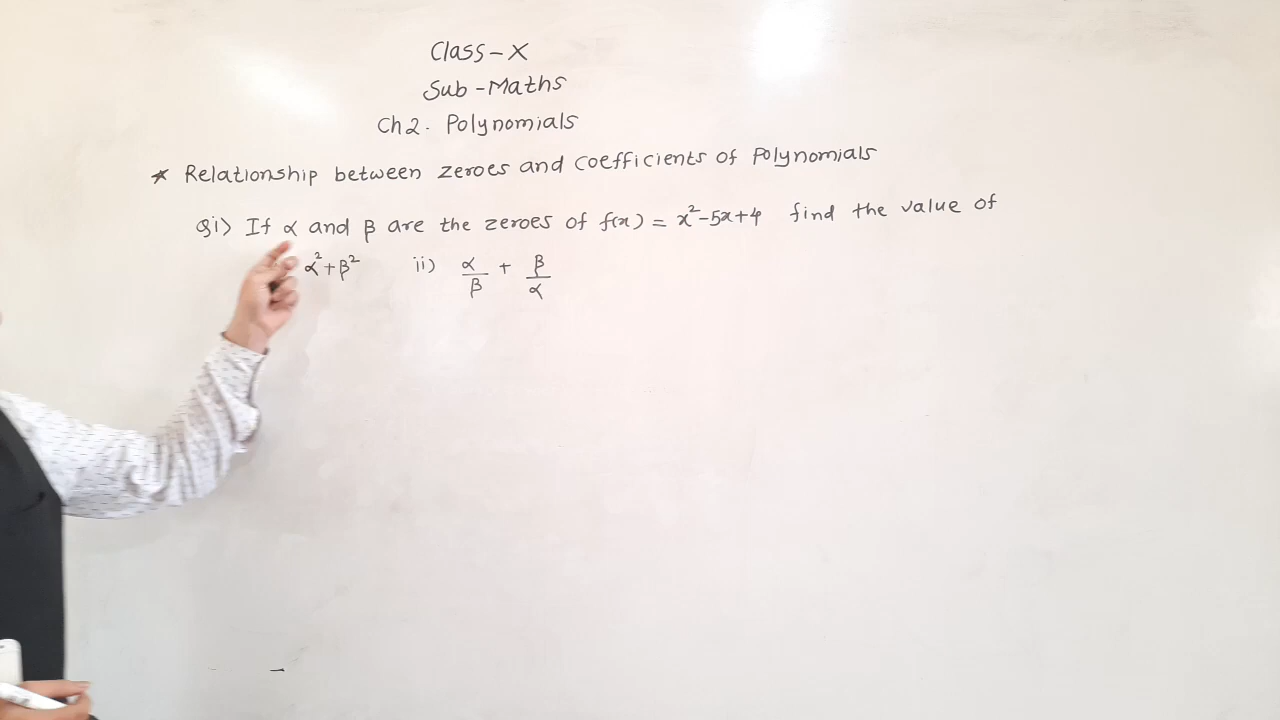 Class-X
Sub-Maths
Ch2. Polynomials
* Relationship between zeroes and coefficients of Polynomials
Q1) If α and β are the zeroes of f(x) = x²-5x+4 find the value of
α²+β² ii) α/β + β/α